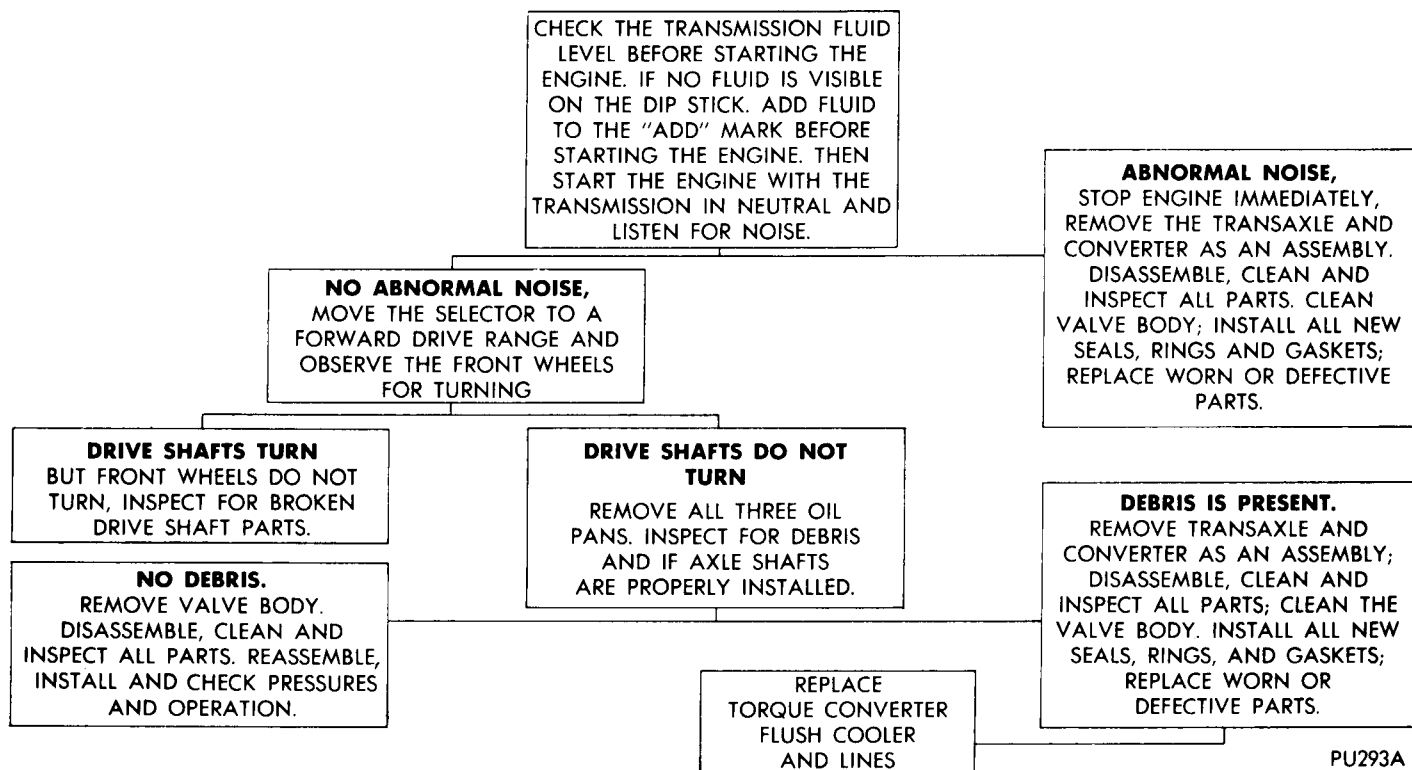 CHECK THE TRANSMISSION FLUID
LEVEL BEFORE STARTING THE
ENGINE. IF NO FLUID IS VISIBLE
ON THE DIP STICK. ADD FLUID
TO THE "ADD" MARK BEFORE
STARTING THE ENGINE. THEN
START THE ENGINE WITH THE
TRANSMISSION IN NEUTRAL AND
LISTEN FOR NOISE.
ABNORMAL NOISE,
STOP ENGINE IMMEDIATELY,
REMOVE THE TRANSAXLE AND
CONVERTER AS AN ASSEMBLY.
DISASSEMBLE, CLEAN AND
INSPECT ALL PARTS. CLEAN
VALVE BODY; INSTALL ALL NEW
SEALS, RINGS AND GASKETS;
REPLACE WORN OR DEFECTIVE
PARTS.
NO ABNORMAL NOISE,
MOVE THE SELECTOR TO A
FORWARD DRIVE RANGE AND
OBSERVE THE FRONT WHEELS
FOR TURNING
DRIVE SHAFTS TURN
BUT FRONT WHEELS DO NOT
TURN, INSPECT FOR BROKEN
DRIVE SHAFT PARTS.
DRIVE SHAFTS DO NOT
TURN
REMOVE ALL THREE OIL
PANS. INSPECT FOR DEBRIS
AND IF AXLE SHAFTS
ARE PROPERLY INSTALLED.
NO DEBRIS.
REMOVE VALVE BODY.
DISASSEMBLE, CLEAN AND
INSPECT ALL PARTS. REASSEMBLE,
INSTALL AND CHECK PRESSURES
AND OPERATION.
DEBRIS IS PRESENT.
REMOVE TRANSAXLE AND
CONVERTER AS AN ASSEMBLY;
DISASSEMBLE, CLEAN AND
INSPECT ALL PARTS; CLEAN THE
VALVE BODY. INSTALL ALL NEW
SEALS, RINGS, AND GASKETS;
REPLACE WORN OR
DEFECTIVE PARTS.
REPLACE
TORQUE CONVERTER
FLUSH COOLER
AND LINES
PU293A